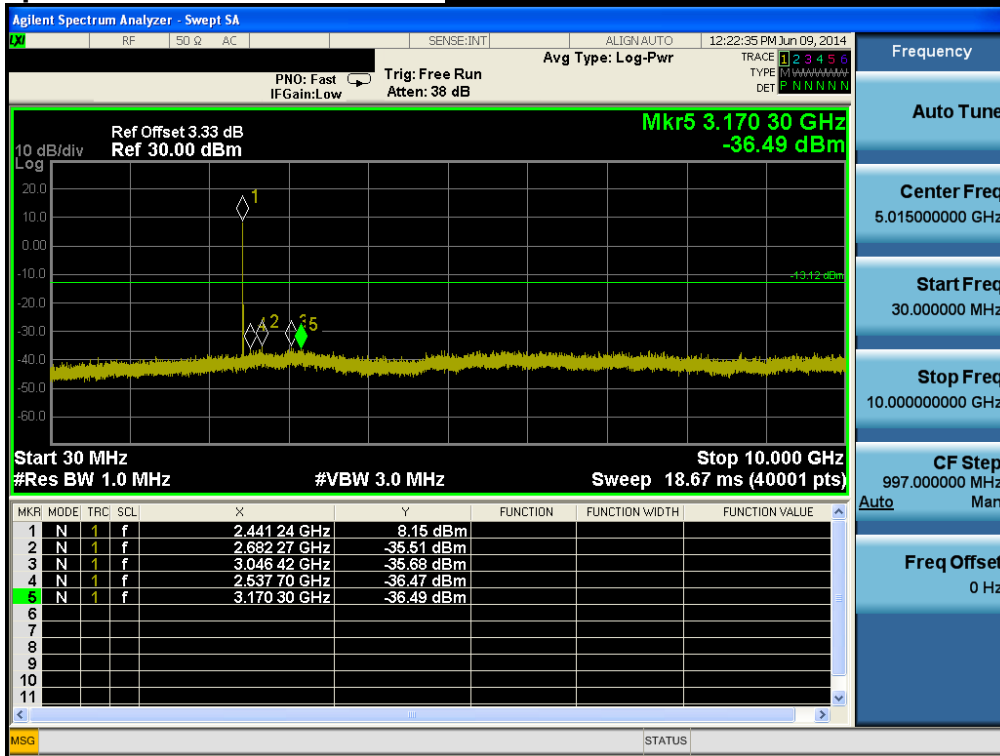 Agilent Spectrum Analyzer - Swept SA
LXI RF 50 Ω AC SENSE:INT ALIGN AUTO 12:22:35 PM Jun 09, 2014
Avg Type: Log-Pwr TRACE 1 2 3 4 5 6
PNO: Fast Trig: Free Run TYPE M
IFGain:Low Atten: 38 dB DET P N N N N N
Mkr5 3.170 30 GHz
Ref Offset 3.33 dB
10 dB/div Ref 30.00 dBm -36.49 dBm
Log
20.0
1
10.0
0.00
-10.0
-13.12 dBm
-20.0
4 2 3 5
-30.0
-40.0
-50.0
-60.0
Start 30 MHz Stop 10.000 GHz
#Res BW 1.0 MHz #VBW 3.0 MHz Sweep 18.67 ms (40001 pts)
MKR MODE TRC SCL X Y FUNCTION FUNCTION WIDTH FUNCTION VALUE
1 N 1 f 2.441 24 GHz 8.15 dBm
2 N 1 f 2.682 27 GHz -35.51 dBm
3 N 1 f 3.046 42 GHz -35.68 dBm
4 N 1 f 2.537 70 GHz -36.47 dBm
5 N 1 f 3.170 30 GHz -36.49 dBm
6
7
8
9
10
11
MSG STATUS
Frequency
Auto Tune
Center Freq
5.015000000 GHz
Start Freq
30.000000 MHz
Stop Freq
10.000000000 GHz
CF Step
997.000000 MHz
Auto Man
Freq Offset
0 Hz